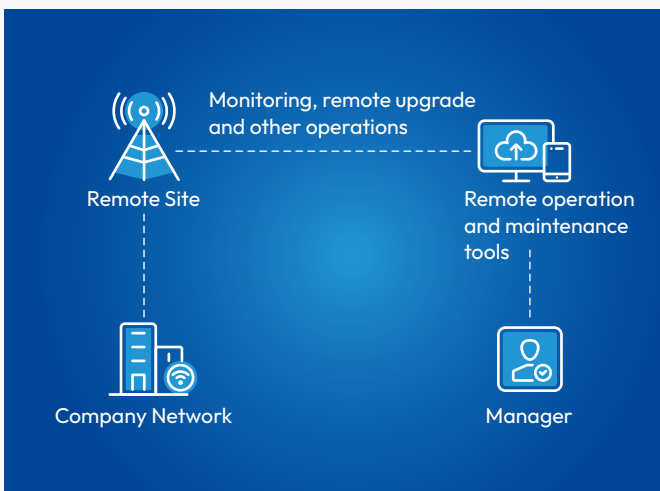 Monitoring, remote upgrade
and other operations
Remote Site
Remote operation
and maintenance
tools
Company Network
Manager